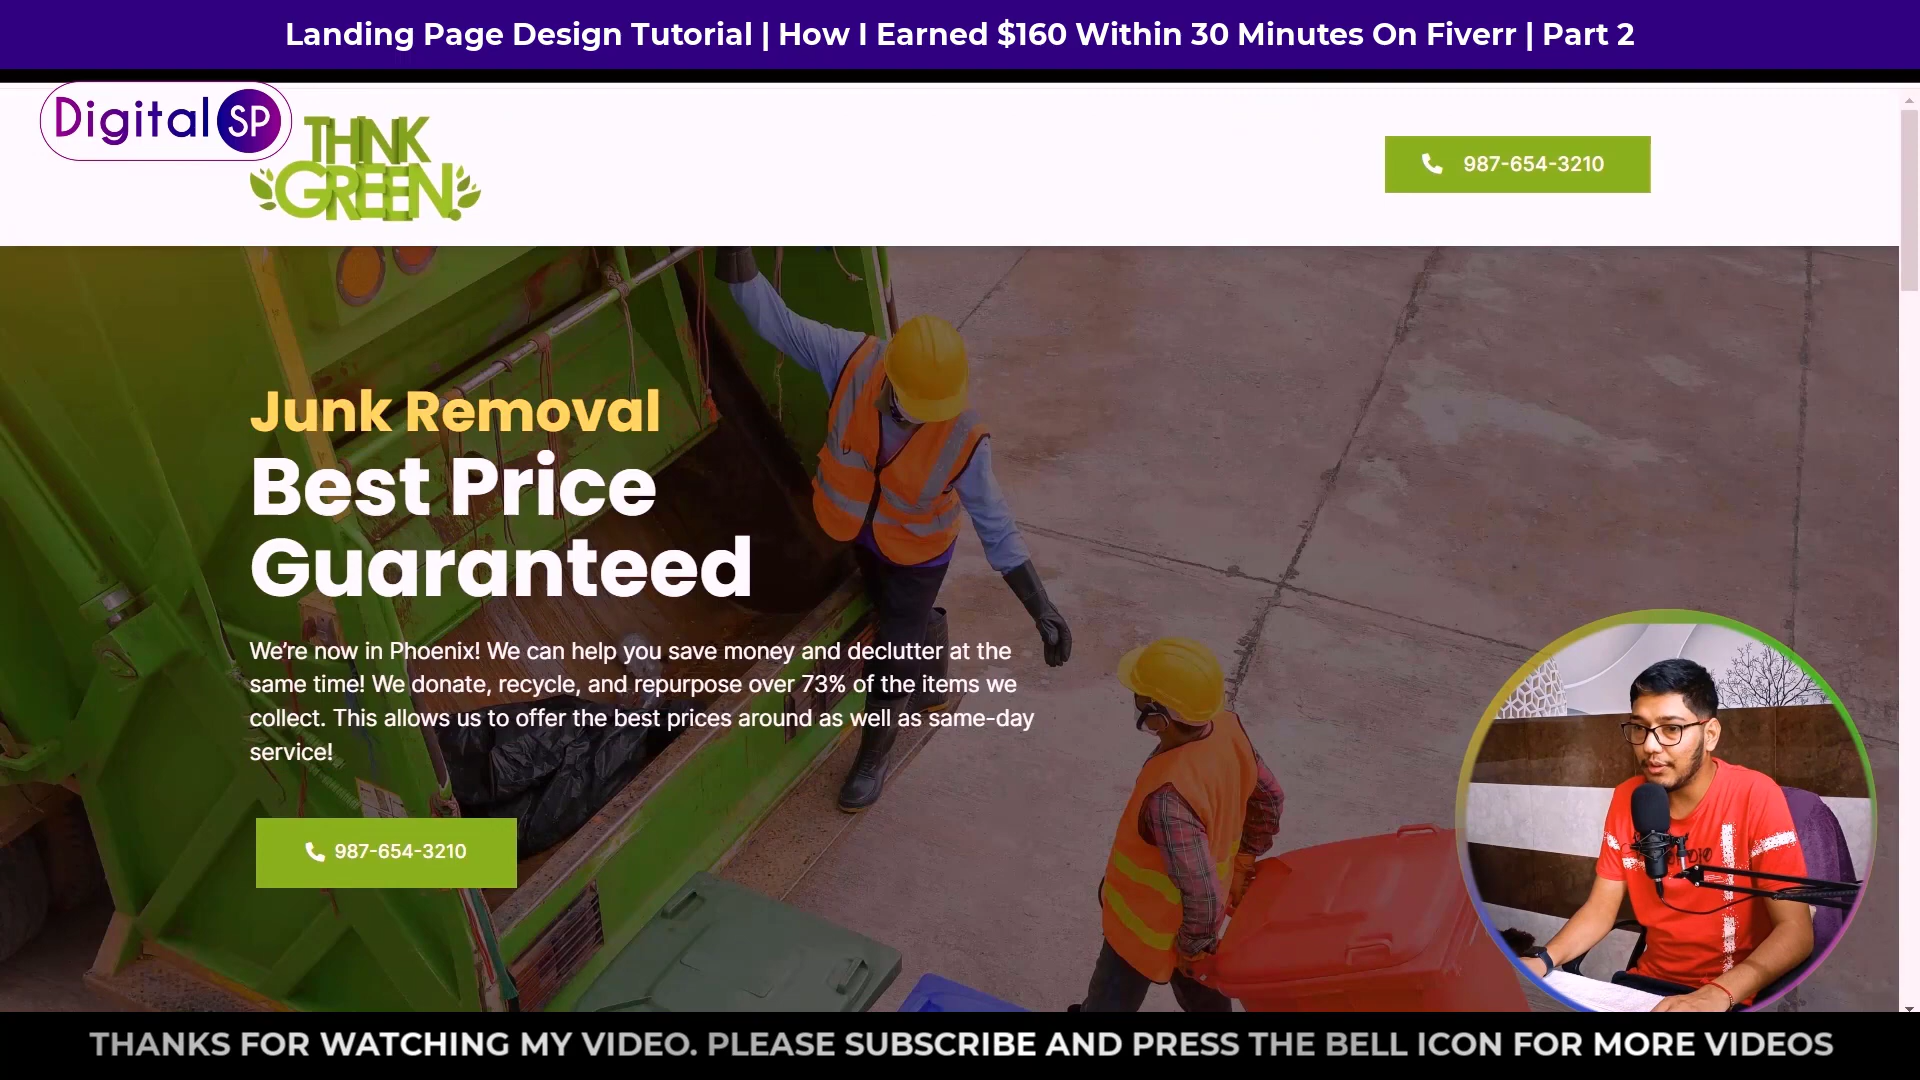 Landing Page Design Tutorial | How I Earned $160 Within 30 Minutes On Fiverr | Part 2
Digital SP
THINK
GREEN
987-654-3210
Junk Removal
Best Price
Guaranteed
We’re now in Phoenix! We can help you save money and declutter at the
same time! We donate, recycle, and repurpose over 73% of the items we
collect. This allows us to offer the best prices around as well as same-day
service!
987-654-3210
THANKS FOR WATCHING MY VIDEO. PLEASE SUBSCRIBE AND PRESS THE BELL ICON FOR MORE VIDEOS